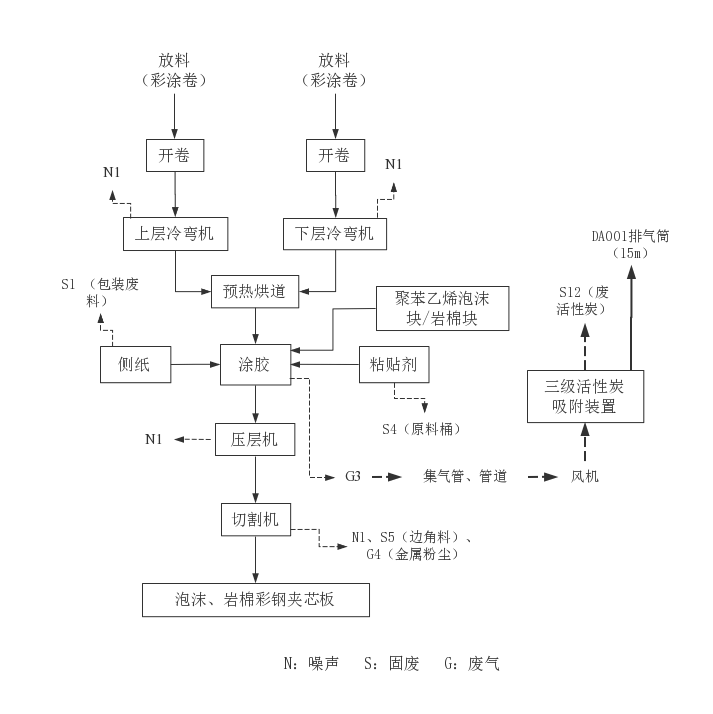 放料
（彩涂卷）
放料
（彩涂卷）
开卷
开卷
N1
N1
上层冷弯机
下层冷弯机
DA001排气筒
（15m）
S1 （包装废
料）
预热烘道
聚苯乙烯泡沫
块/岩棉块
S12（废
活性炭）
侧纸
涂胶
粘贴剂
三级活性炭
吸附装置
S4（原料桶）
N1
压层机
G3
集气管、管道
风机
切割机
N1、S5（边角料）、
G4（金属粉尘）
泡沫、岩棉彩钢夹芯板
N: 噪声 S: 固废 G: 废气